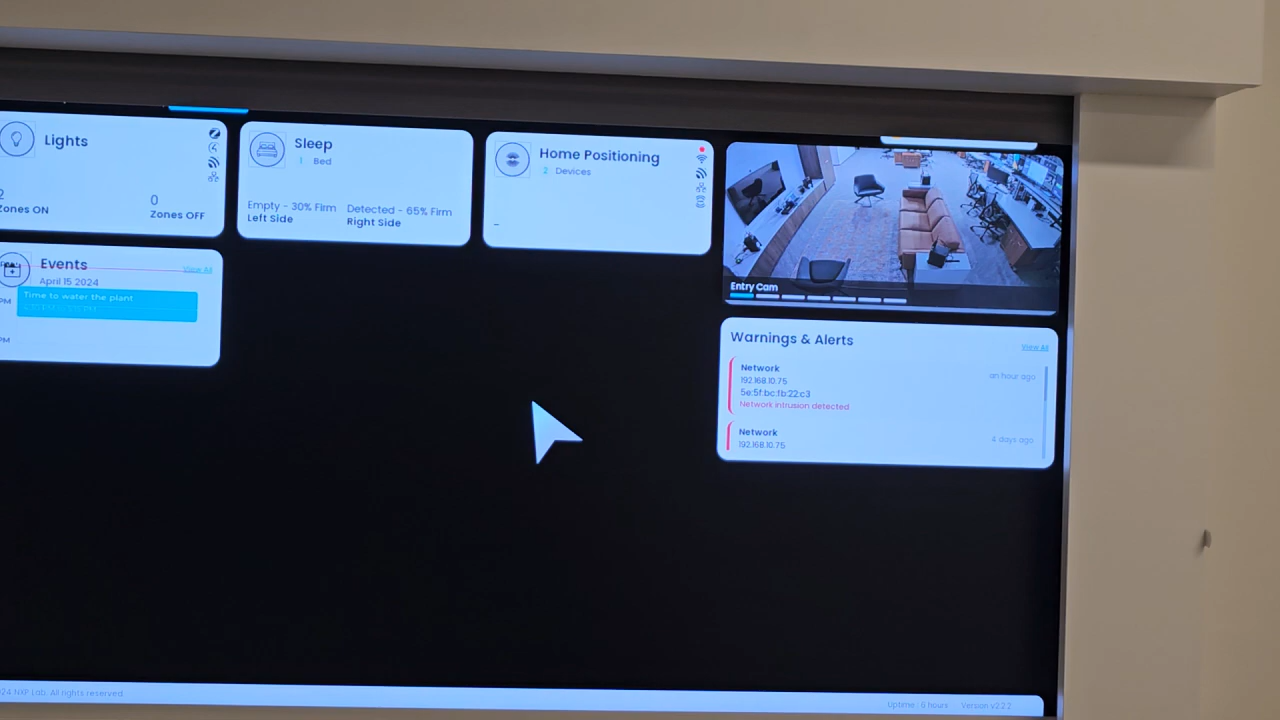 Lights
2
Zones ON
0
Zones OFF
Sleep
1 Bed
Empty - 30% Firm
Left Side
Detected - 65% Firm
Right Side
Home Positioning
2 Devices
-
Entry Cam
Events
View All
April 15 2024
Time to water the plant
PM
PM
Warnings & Alerts
View All
Network
192.168.10.75
5e:5f:bc:fb:22:c3
Network intrusion detected
an hour ago
Network
192.168.10.75
4 days ago
24 NXP Lab. All rights reserved.
Uptime : 6 hours
Version v2.2.2